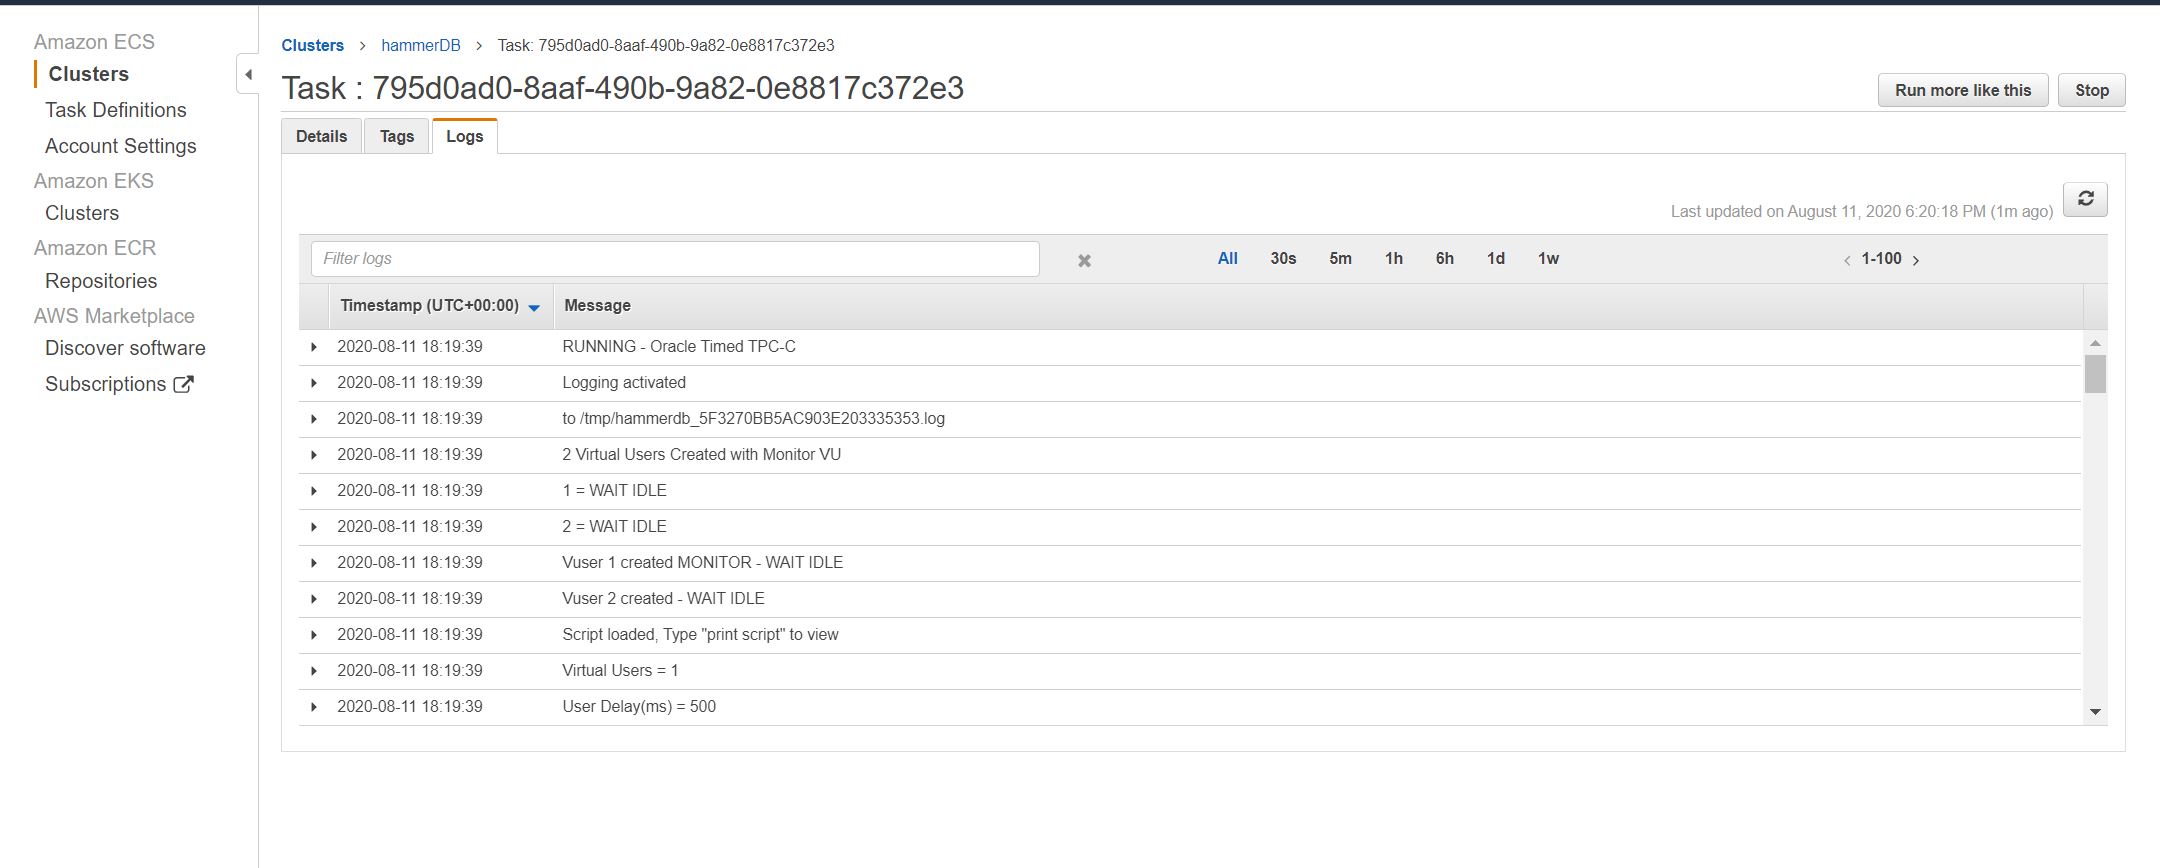 Amazon ECS
Clusters
Task Definitions
Account Settings
Amazon EKS
Clusters
Amazon ECR
Repositories
AWS Marketplace
Discover software
Subscriptions
Clusters > hammerDB > Task: 795d0ad0-8aaf-490b-9a82-0e8817c372e3
Task : 795d0ad0-8aaf-490b-9a82-0e8817c372e3
Run more like this Stop
Details Tags Logs
Last updated on August 11, 2020 6:20:18 PM (1m ago)
Filter logs All 30s 5m 1h 6h 1d 1w < 1-100 >
Timestamp (UTC+00:00) Message
2020-08-11 18:19:39 RUNNING - Oracle Timed TPC-C
2020-08-11 18:19:39 Logging activated
2020-08-11 18:19:39 to /tmp/hammerdb_5F3270BB5AC903E203335353.log
2020-08-11 18:19:39 2 Virtual Users Created with Monitor VU
2020-08-11 18:19:39 1 = WAIT IDLE
2020-08-11 18:19:39 2 = WAIT IDLE
2020-08-11 18:19:39 Vuser 1 created MONITOR - WAIT IDLE
2020-08-11 18:19:39 Vuser 2 created - WAIT IDLE
2020-08-11 18:19:39 Script loaded, Type "print script" to view
2020-08-11 18:19:39 Virtual Users = 1
2020-08-11 18:19:39 User Delay(ms) = 500